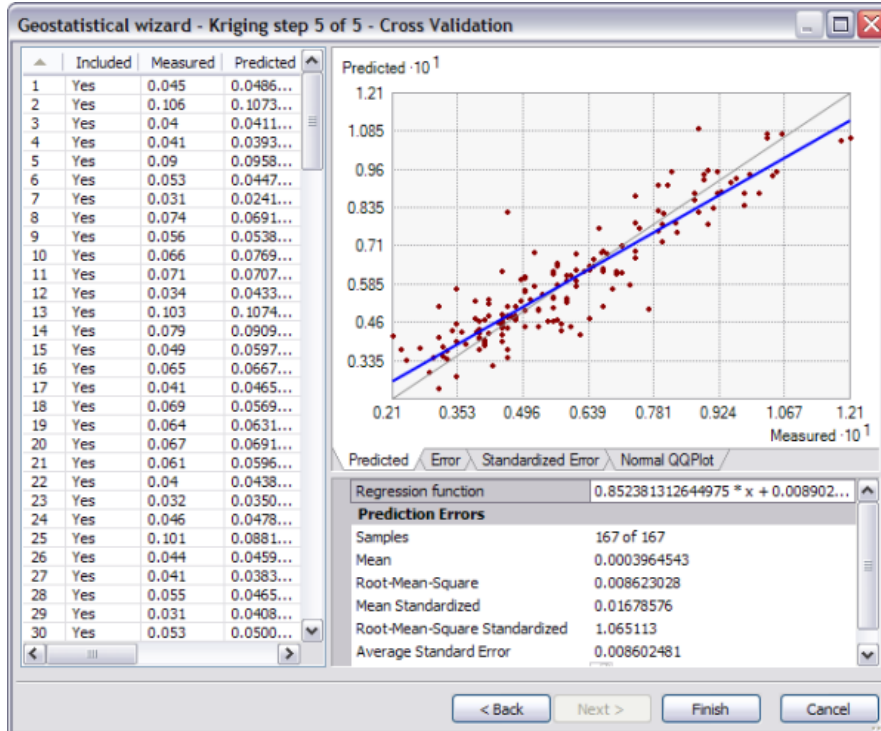 Geostatistical wizard - Kriging step 5 of 5 - Cross Validation
Included Measured Predicted
1 Yes 0.045 0.0486...
2 Yes 0.106 0.1073...
3 Yes 0.04 0.0411...
4 Yes 0.041 0.0393...
5 Yes 0.09 0.0958...
6 Yes 0.053 0.0447...
7 Yes 0.031 0.0241...
8 Yes 0.074 0.0691...
9 Yes 0.056 0.0538...
10 Yes 0.066 0.0769...
11 Yes 0.071 0.0707...
12 Yes 0.034 0.0433...
13 Yes 0.103 0.1074...
14 Yes 0.079 0.0909...
15 Yes 0.049 0.0597...
16 Yes 0.065 0.0667...
17 Yes 0.041 0.0465...
18 Yes 0.069 0.0569...
19 Yes 0.064 0.0631...
20 Yes 0.067 0.0691...
21 Yes 0.061 0.0596...
22 Yes 0.04 0.0438...
23 Yes 0.032 0.0350...
24 Yes 0.046 0.0478...
25 Yes 0.101 0.0881...
26 Yes 0.044 0.0459...
27 Yes 0.041 0.0383...
28 Yes 0.055 0.0465...
29 Yes 0.031 0.0408...
30 Yes 0.053 0.0500...
Predicted ·10 1
1.21
1.085
0.96
0.835
0.71
0.585
0.46
0.335
0.21 0.353 0.496 0.639 0.781 0.924 1.067 1.21
Measured ·10 1
Predicted Error Standardized Error Normal QQPlot
Regression function 0.852381312644975 * x + 0.008902...
Prediction Errors
Samples 167 of 167
Mean 0.0003964543
Root-Mean-Square 0.008623028
Mean Standardized 0.01678576
Root-Mean-Square Standardized 1.065113
Average Standard Error 0.008602481
< Back Next > Finish Cancel